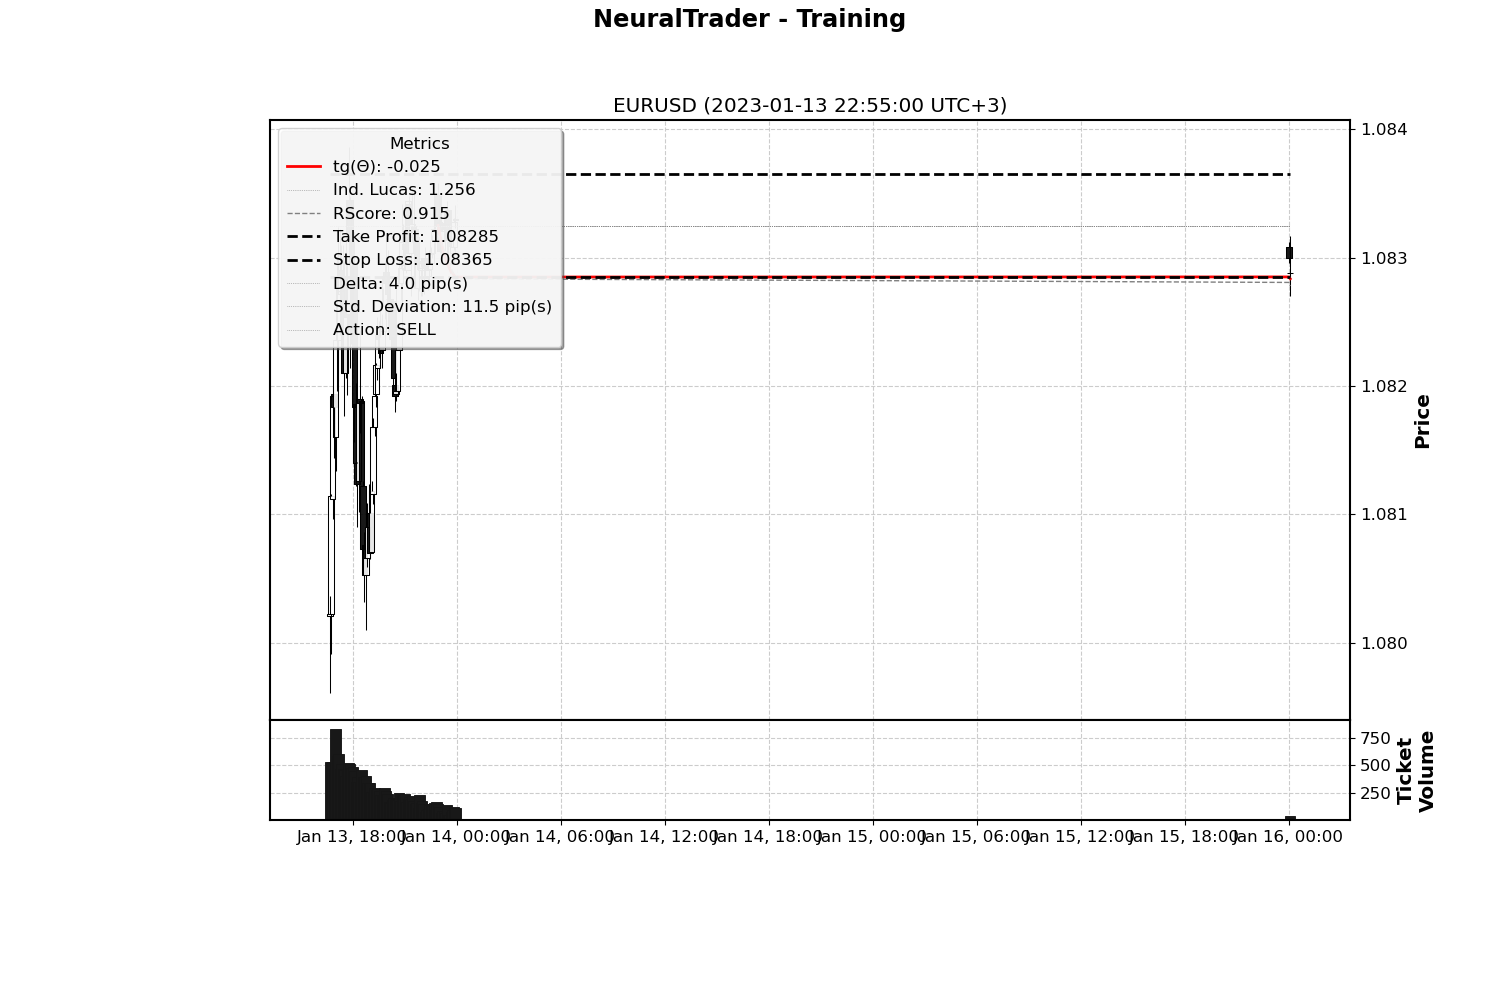 NeuralTrader - Training
EURUSD (2023-01-13 22:55:00 UTC+3)
Metrics
tg(Θ): -0.025
Ind. Lucas: 1.256
RScore: 0.915
Take Profit: 1.08285
Stop Loss: 1.08365
Delta: 4.0 pip(s)
Std. Deviation: 11.5 pip(s)
Action: SELL
1.084
1.083
1.082
1.081
1.080
Price
750
500
250
Ticket
Volume
Jan 13, 18:00
Jan 14, 00:00
Jan 14, 06:00
Jan 14, 12:00
Jan 14, 18:00
Jan 15, 00:00
Jan 15, 06:00
Jan 15, 12:00
Jan 15, 18:00
Jan 16, 00:00